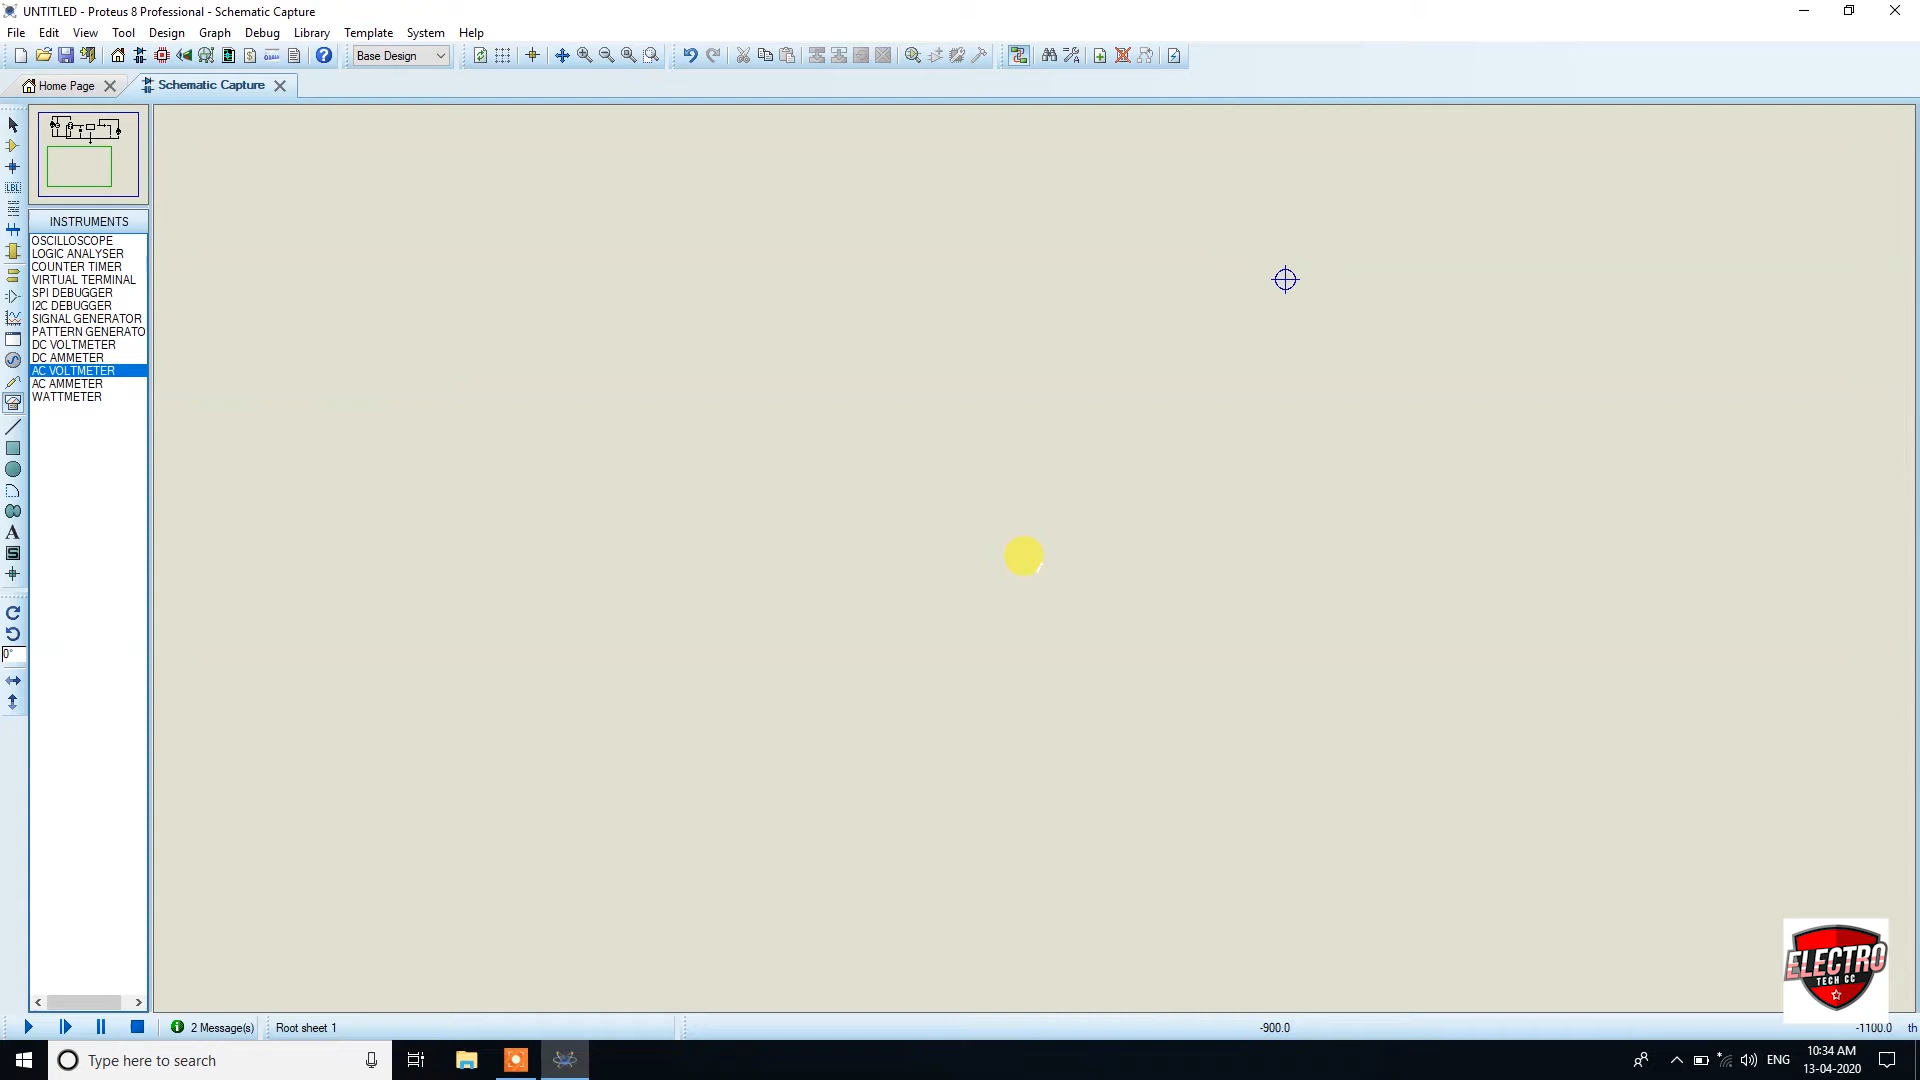 UNTITLED - Proteus 8 Professional - Schematic Capture
File Edit View Tool Design Graph Debug Library Template System Help
Base Design
Home Page
Schematic Capture
INSTRUMENTS
OSCILLOSCOPE
LOGIC ANALYSER
COUNTER TIMER
VIRTUAL TERMINAL
SPI DEBUGGER
I2C DEBUGGER
SIGNAL GENERATOR
PATTERN GENERATO
DC VOLTMETER
DC AMMETER
AC VOLTMETER
AC AMMETER
WATTMETER
LBL
A
S
0°
ELECTRO
TECH CC
2 Message(s) Root sheet 1 -900.0 -1100.0 th
Type here to search
ENG
10:34 AM
13-04-2020